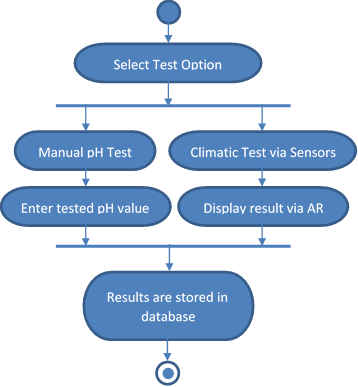 Select Test Option
Manual pH Test
Climatic Test via Sensors
Enter tested pH value
Display result via AR
Results are stored in
database